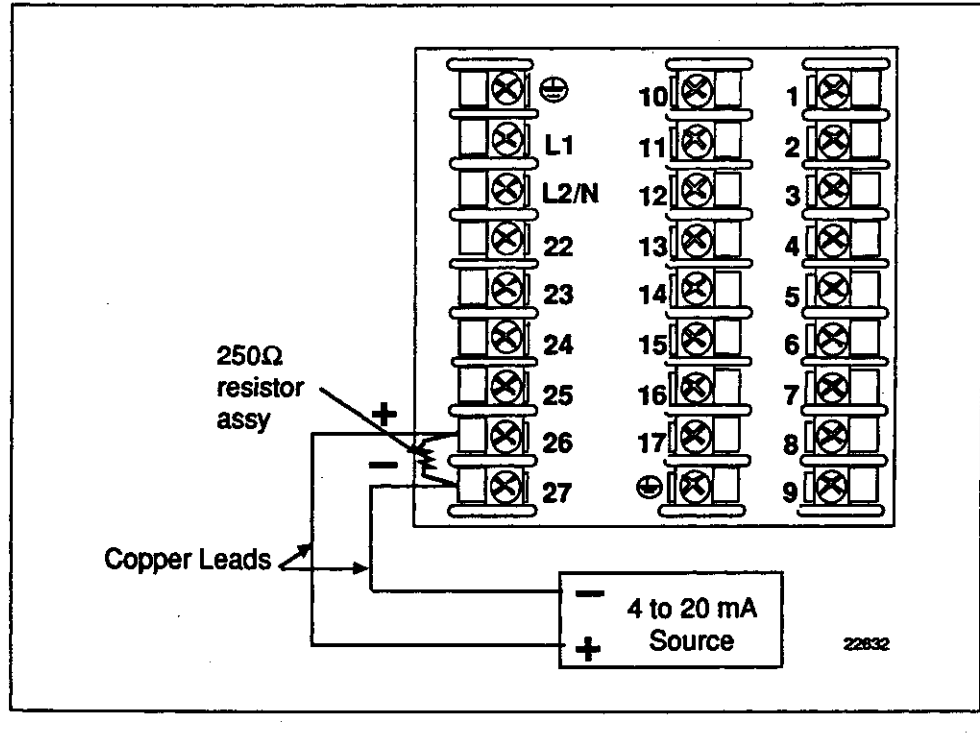 10 1
L1 11 2
L2/N 12 3
22 13 4
23 14 5
24 15 6
25 16 7
26 17 8
27 9
250Ω
resistor
assy
+
−
Copper Leads
− 4 to 20 mA
+ Source
22632